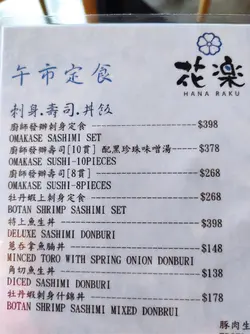 花楽
HANA RAKU
午市定食
刺身.壽司.丼飯
廚師發辦刺身定食 $398
OMAKASE SASHIMI SET
廚師發辦壽司[10貫] 配黑珍珠味噌湯 $378
OMAKASE SUSHI-10PIECES
廚師發辦壽司[8貫] $268
OMAKASE SUSHI-8PIECES
牡丹蝦上刺身定食 $268
BOTAN SHRIMP SASHIMI SET
特上魚生丼 $398
DELUXE SASHIMI DONBURI
蔥吞拿魚腩丼 $148
MINCED TORO WITH SPRING ONION DONBURI
角切魚生丼 $138
DICED SASHIMI DONBURI
牡丹蝦刺身什錦丼 $178
BOTAN SHRIMP SASHIMI MIXED DONBRUI
豚肉生